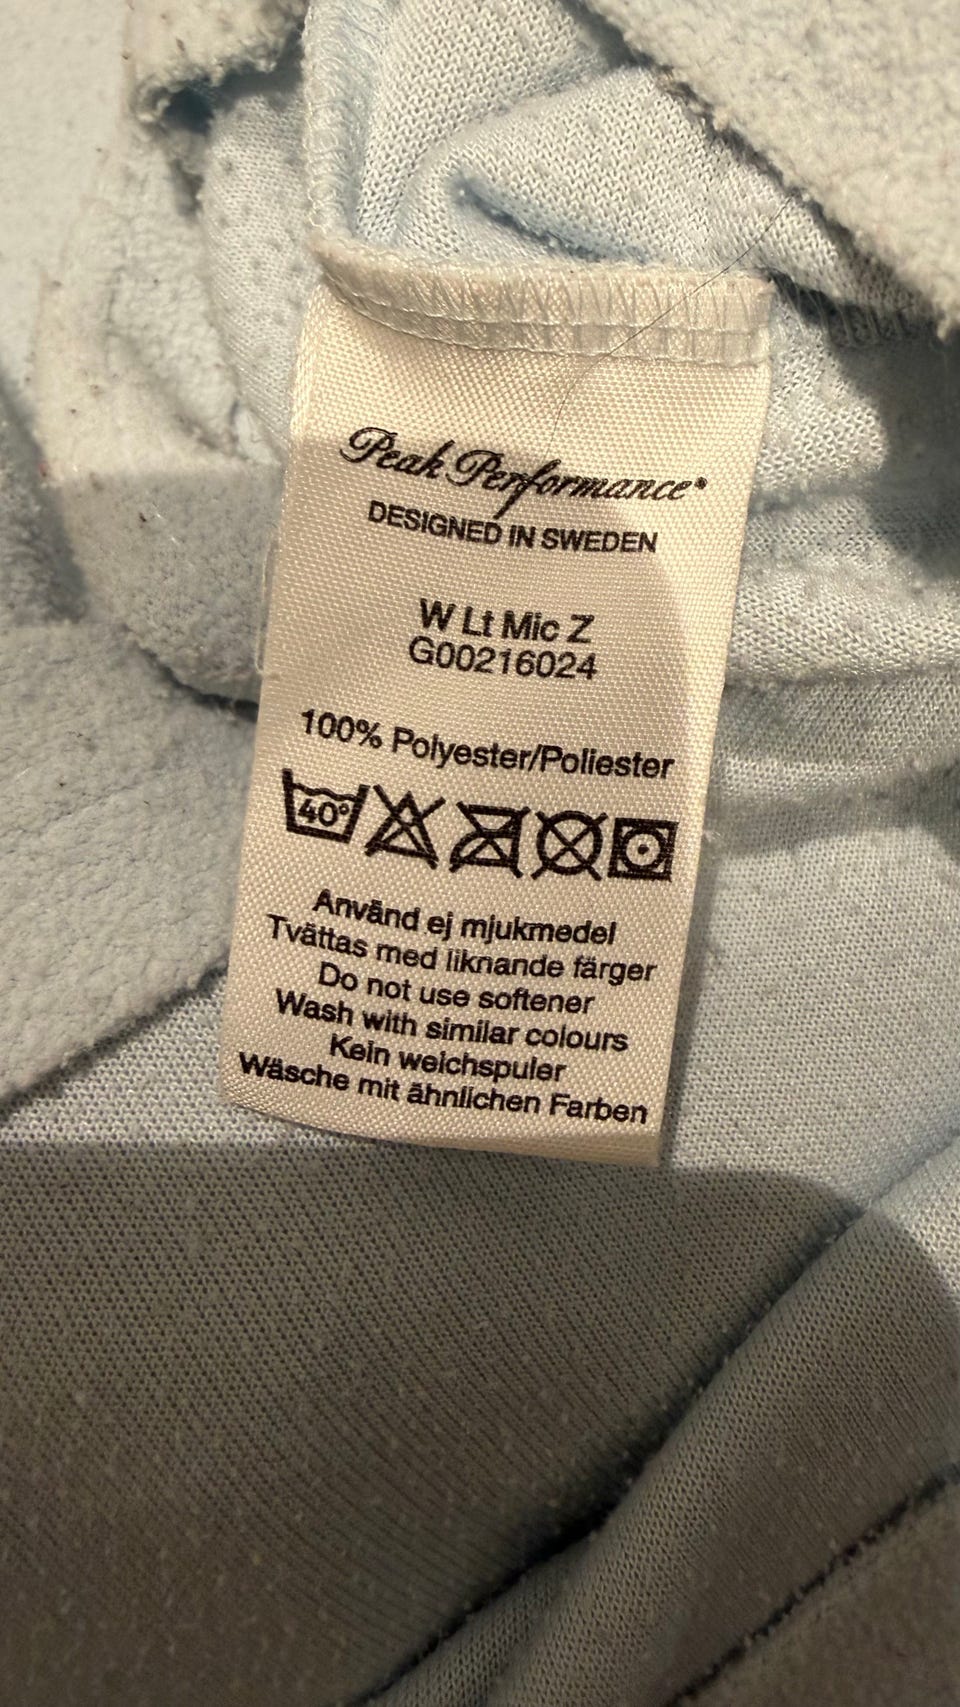 Peak Performance®
DESIGNED IN SWEDEN
W Lt Mic Z
G00216024
100% Polyester/Poliester
40°
Använd ej mjukmedel
Tvättas med liknande färger
Do not use softener
Wash with similar colours
Kein weichspuler
Wäsche mit ähnlichen Farben